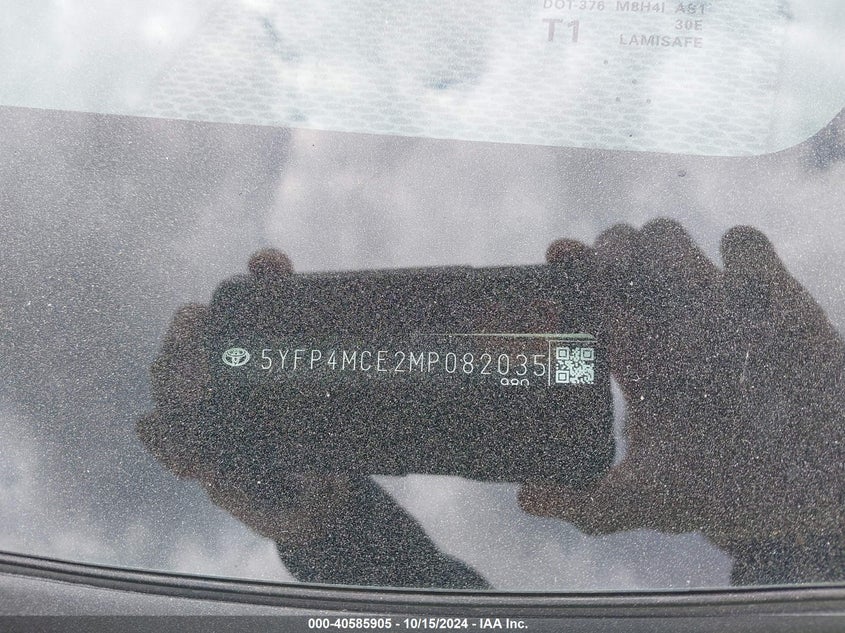 DOT-376 M8H4I AS1
T1
30E
LAMISAFE
5YFP4MCE2MP082035
000-40585905 - 10/15/2024 - IAA Inc.